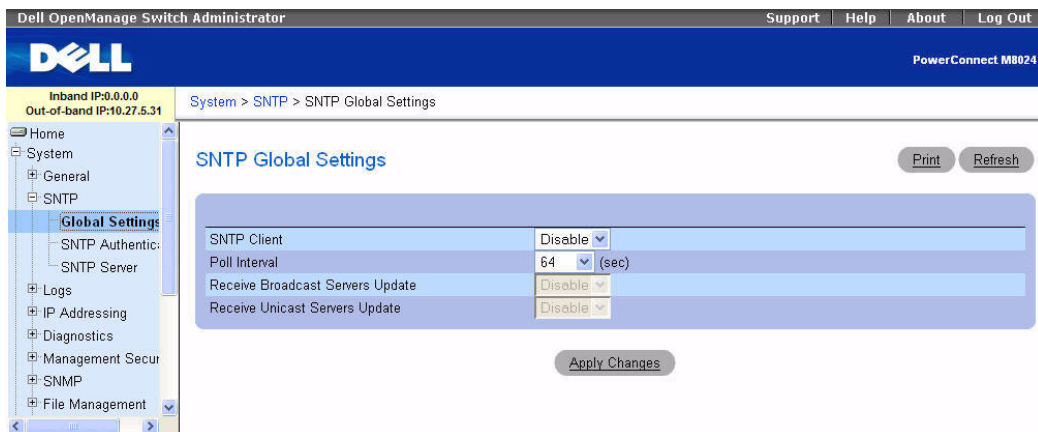 Dell OpenManage Switch Administrator Support Help About Log Out
DELL
PowerConnect M8024
Inband IP:0.0.0.0
Out-of-band IP:10.27.5.31
System > SNTP > SNTP Global Settings
Home
System
General
SNTP
Global Settings
SNTP Authentic
SNTP Server
Logs
IP Addressing
Diagnostics
Management Secur
SNMP
File Management
SNTP Global Settings
Print Refresh
SNTP Client Disable
Poll Interval 64 (sec)
Receive Broadcast Servers Update Disable
Receive Unicast Servers Update Disable
Apply Changes